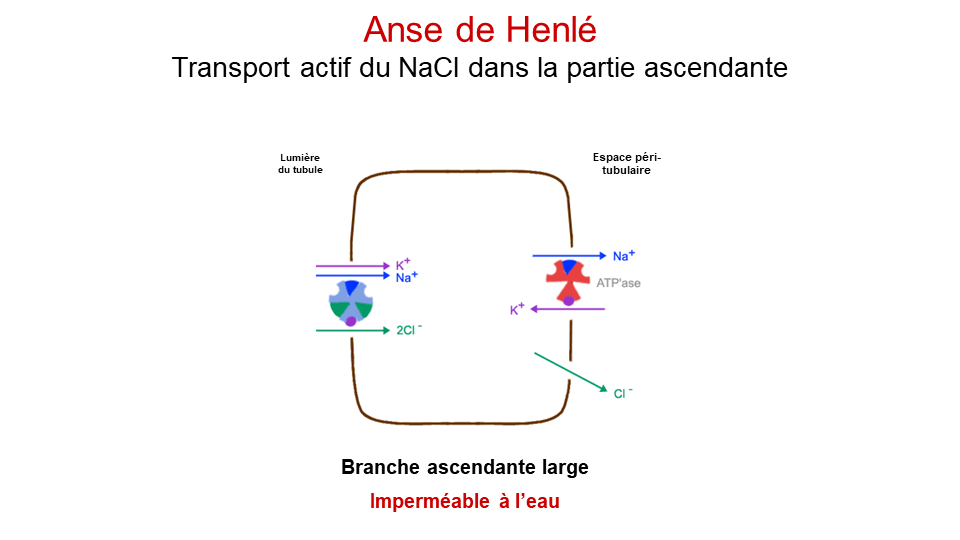 Anse de Henlé
Transport actif du NaCl dans la partie ascendante
Lumière
du tubule
Espace péri-
tubulaire
K+
Na+
2Cl -
Na+
ATP'ase
K+
Cl -
Branche ascendante large
Imperméable à l’eau